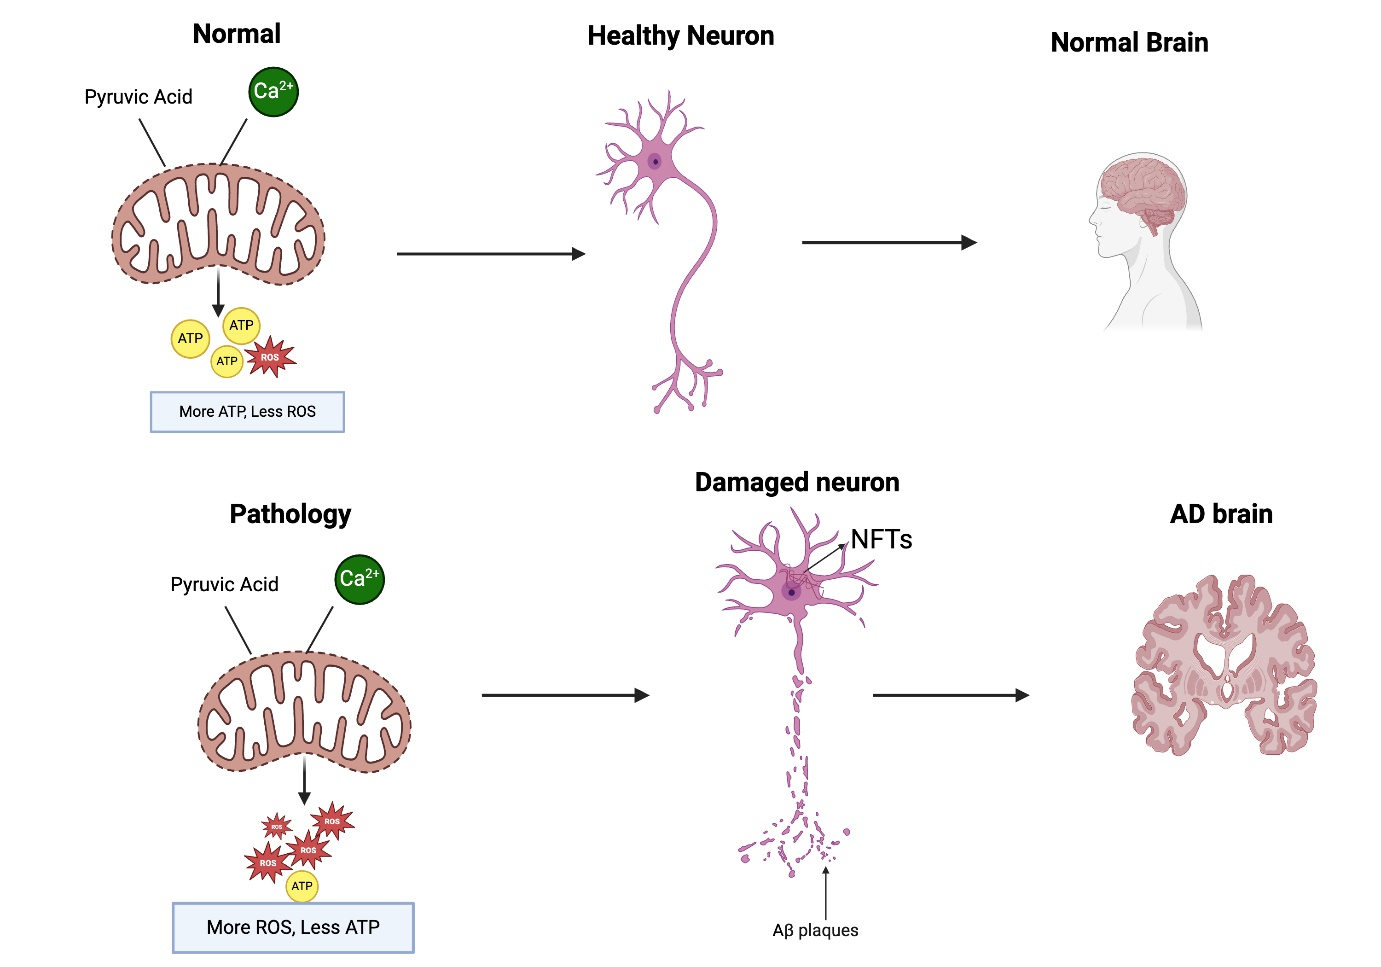 Normal
Healthy Neuron
Normal Brain
Pyruvic Acid
Ca²⁺
ATP
ATP
ATP
ROS
More ATP, Less ROS
Damaged neuron
NFTs
Pathology
AD brain
Pyruvic Acid
Ca²⁺
ROS
ROS
ROS
ROS
ATP
More ROS, Less ATP
Aβ plaques